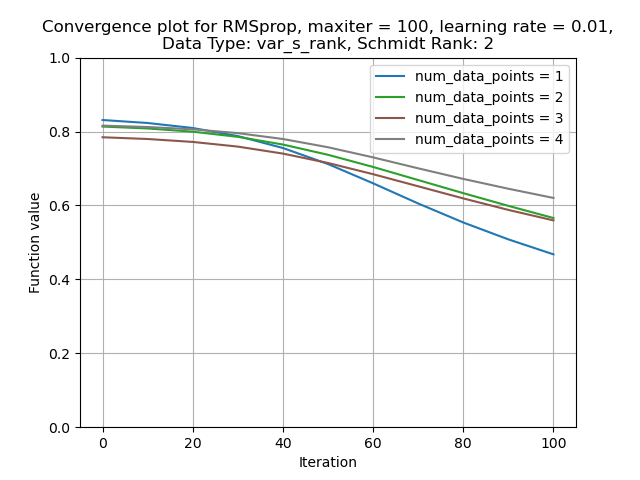 Convergence plot for RMSprop, maxiter = 100, learning rate = 0.01,
Data Type: var_s_rank, Schmidt Rank: 2
num_data_points = 1
num_data_points = 2
num_data_points = 3
num_data_points = 4
Function value
1.0
0.8
0.6
0.4
0.2
0.0
0 20 40 60 80 100
Iteration